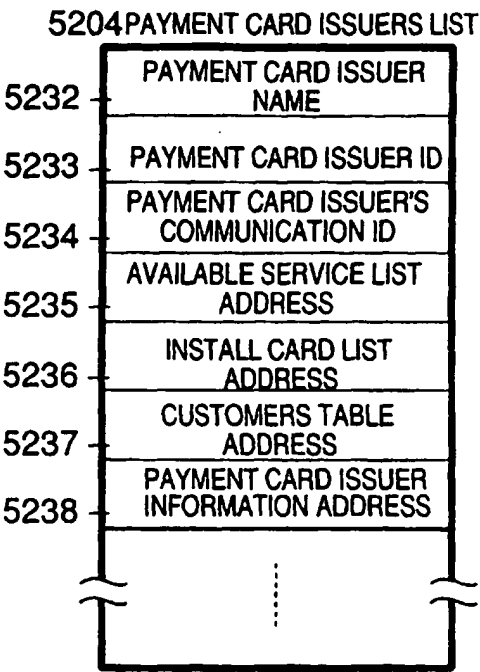 5204 PAYMENT CARD ISSUERS LIST
PAYMENT CARD ISSUER
5232 NAME
5233 PAYMENT CARD ISSUER ID
PAYMENT CARD ISSUER'S
5234 COMMUNICATION ID
AVAILABLE SERVICE LIST
5235 ADDRESS
INSTALL CARD LIST
5236 ADDRESS
CUSTOMERS TABLE
5237 ADDRESS
PAYMENT CARD ISSUER
5238 INFORMATION ADDRESS